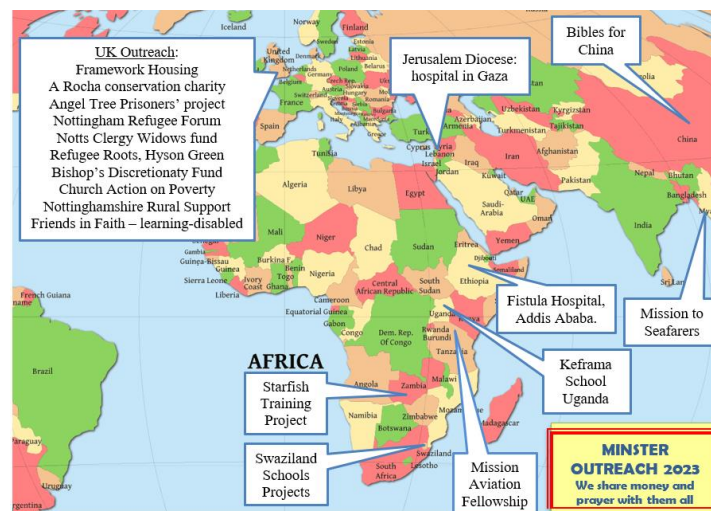 UK Outreach:
Framework Housing
A Rocha conservation charity
Angel Tree Prisoners' project
Nottingham Refugee Forum
Notts Clergy Widows fund
Refugee Roots, Hyson Green
Bishop's Discretionary Fund
Church Action on Poverty
Nottinghamshire Rural Support
Friends in Faith – learning-disabled
Jerusalem Diocese:
hospital in Gaza
Bibles for
China
Iceland
Norway
Sweden
Finland
Estonia
Latvia
Lithuania
United
Kingdom
Denmark
Netherlands
Belgium
Germany
Poland
Belarus
France
Switzerland
Austria
Slovakia
Hungary
Romania
Spain
Greece
Cyprus
Lebanon
Israel
Jordan
Armenia
Azerbaijan
Turkmenistan
Uzbekistan
Kyrgyzstan
Tajikistan
China
Iraq
Iran
Afghanistan
Pakistan
Nepal
Bhutan
Bangladesh
India
Kuwait
Qatar
UAE
Saudi-
Arabia
Oman
Yemen
Tunisia
Algeria
Libya
Egypt
Mali
Niger
Chad
Sudan
Eritrea
Djibouti
Somaliland
Ethiopia
Gambia
Guinea-Bissau
Guinea
Sierra Leone
Liberia
Ivory
Coast
Burkina F.
Ghana
Togo
Benin
Nigeria
Cameroon
Central
African Republic
South
Sudan
Equatorial Guinea
Gabon
Congo
Dem. Rep.
Of Congo
Uganda
Kenya
Rwanda
Burundi
Tanzania
Angola
Zambia
Malawi
Namibia
Zimbabwe
Botswana
Madagascar
Swaziland
South
Africa
Lesotho
French Guiana
Brazil
Paraguay
Uruguay
Argentina
AFRICA
Fistula Hospital,
Addis Ababa.
Mission to
Seafarers
Keframa
School
Uganda
Starfish
Training
Project
Swaziland
Schools
Projects
Mission
Aviation
Fellowship
MINSTER
OUTREACH 2023
We share money and
prayer with them all